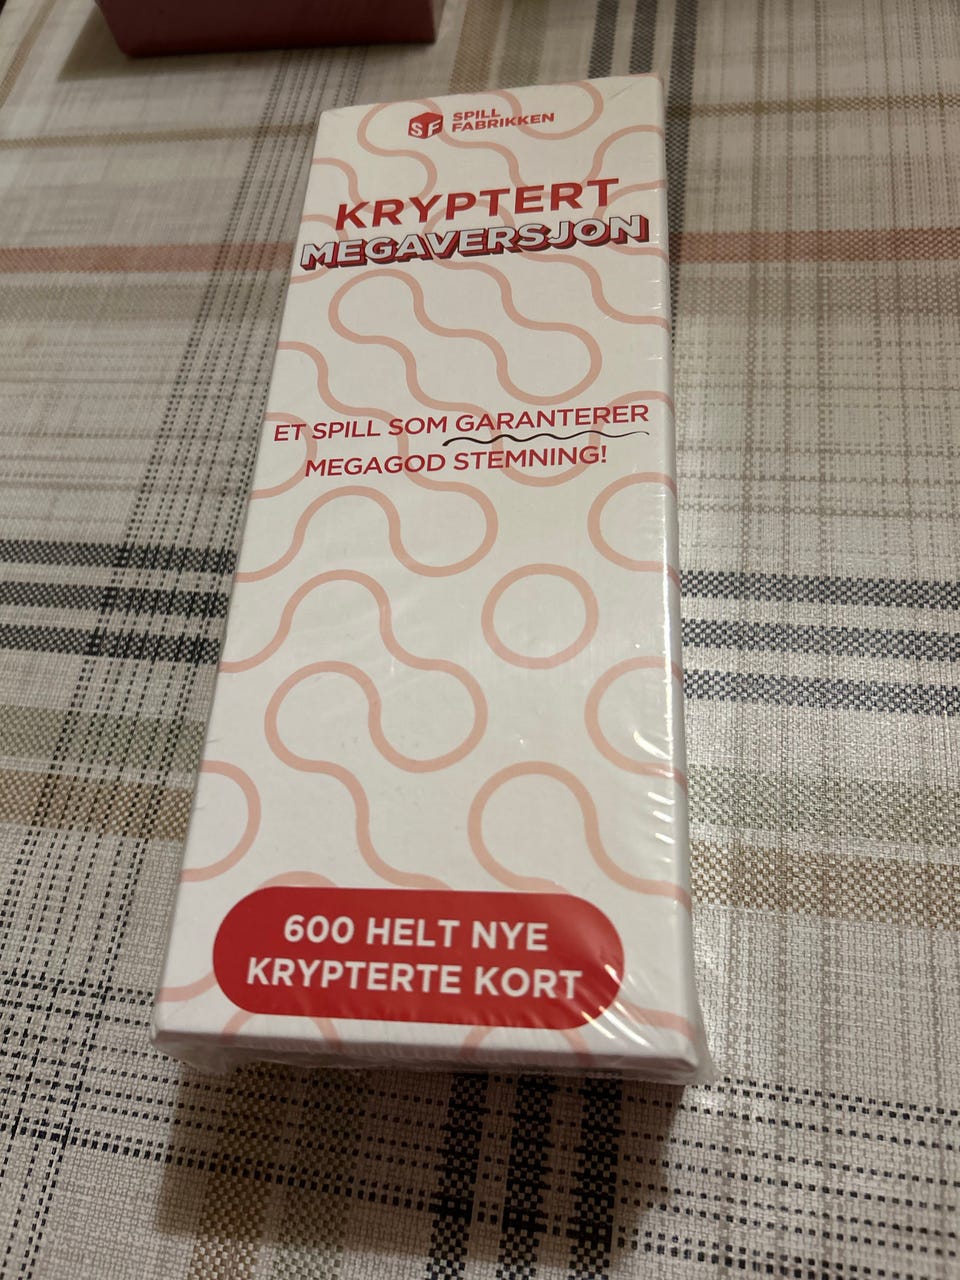 SF
SPILL
FABRIKKEN
KRYPTERT
MEGAVERSJON
ET SPILL SOM GARANTERER
MEGAGOD STEMNING!
600 HELT NYE
KRYPTERTE KORT